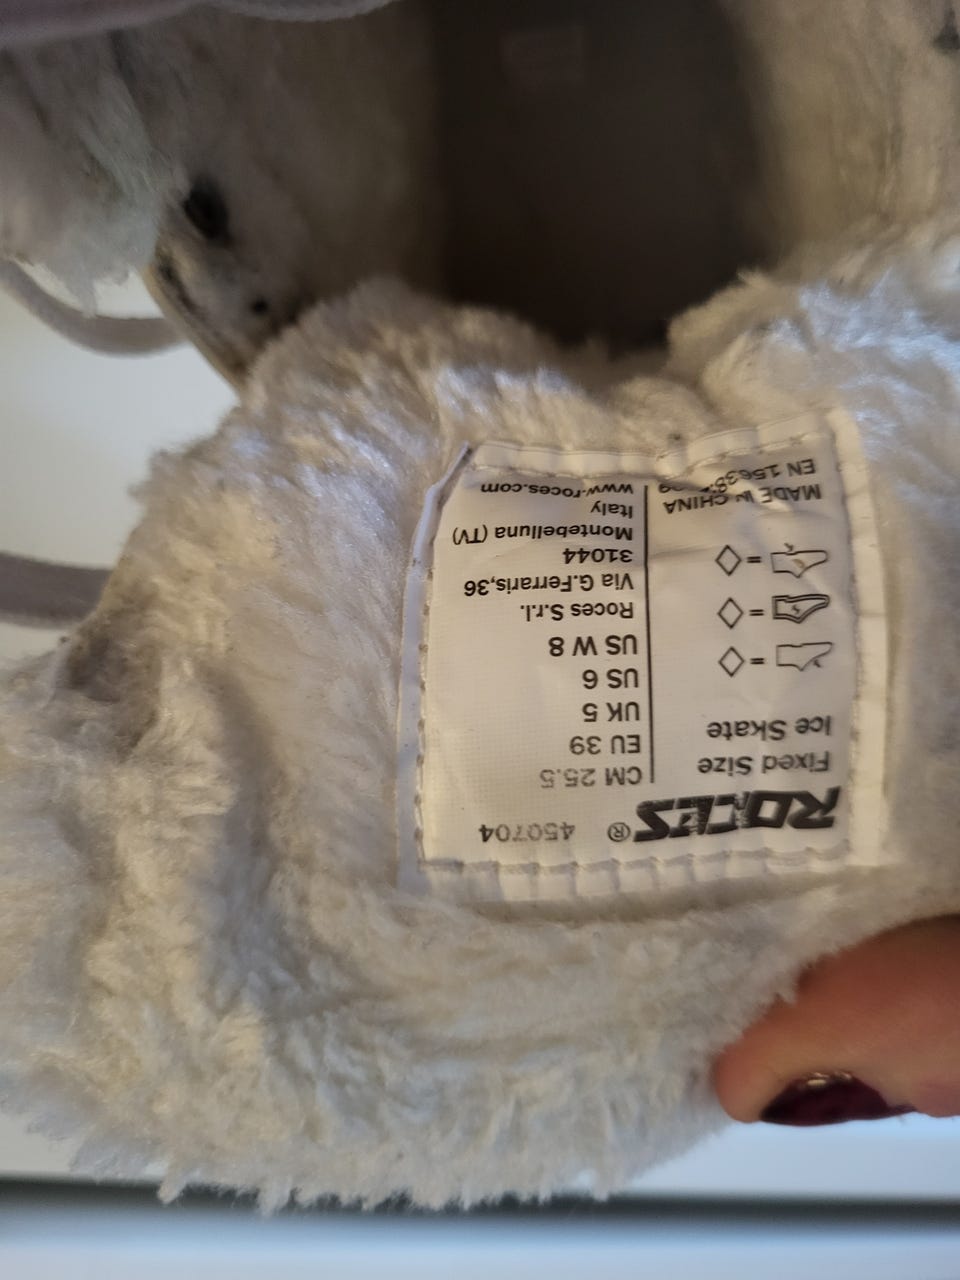 ROCES® 450704
Fixed Size
Ice Skate
MADE IN CHINA
CM 25.5
EU 39
UK 5
US 6
US W 8
Roces S.r.l.
Via G.Ferraris,36
31044
Montebelluna (TV)
Italy
www.roces.com